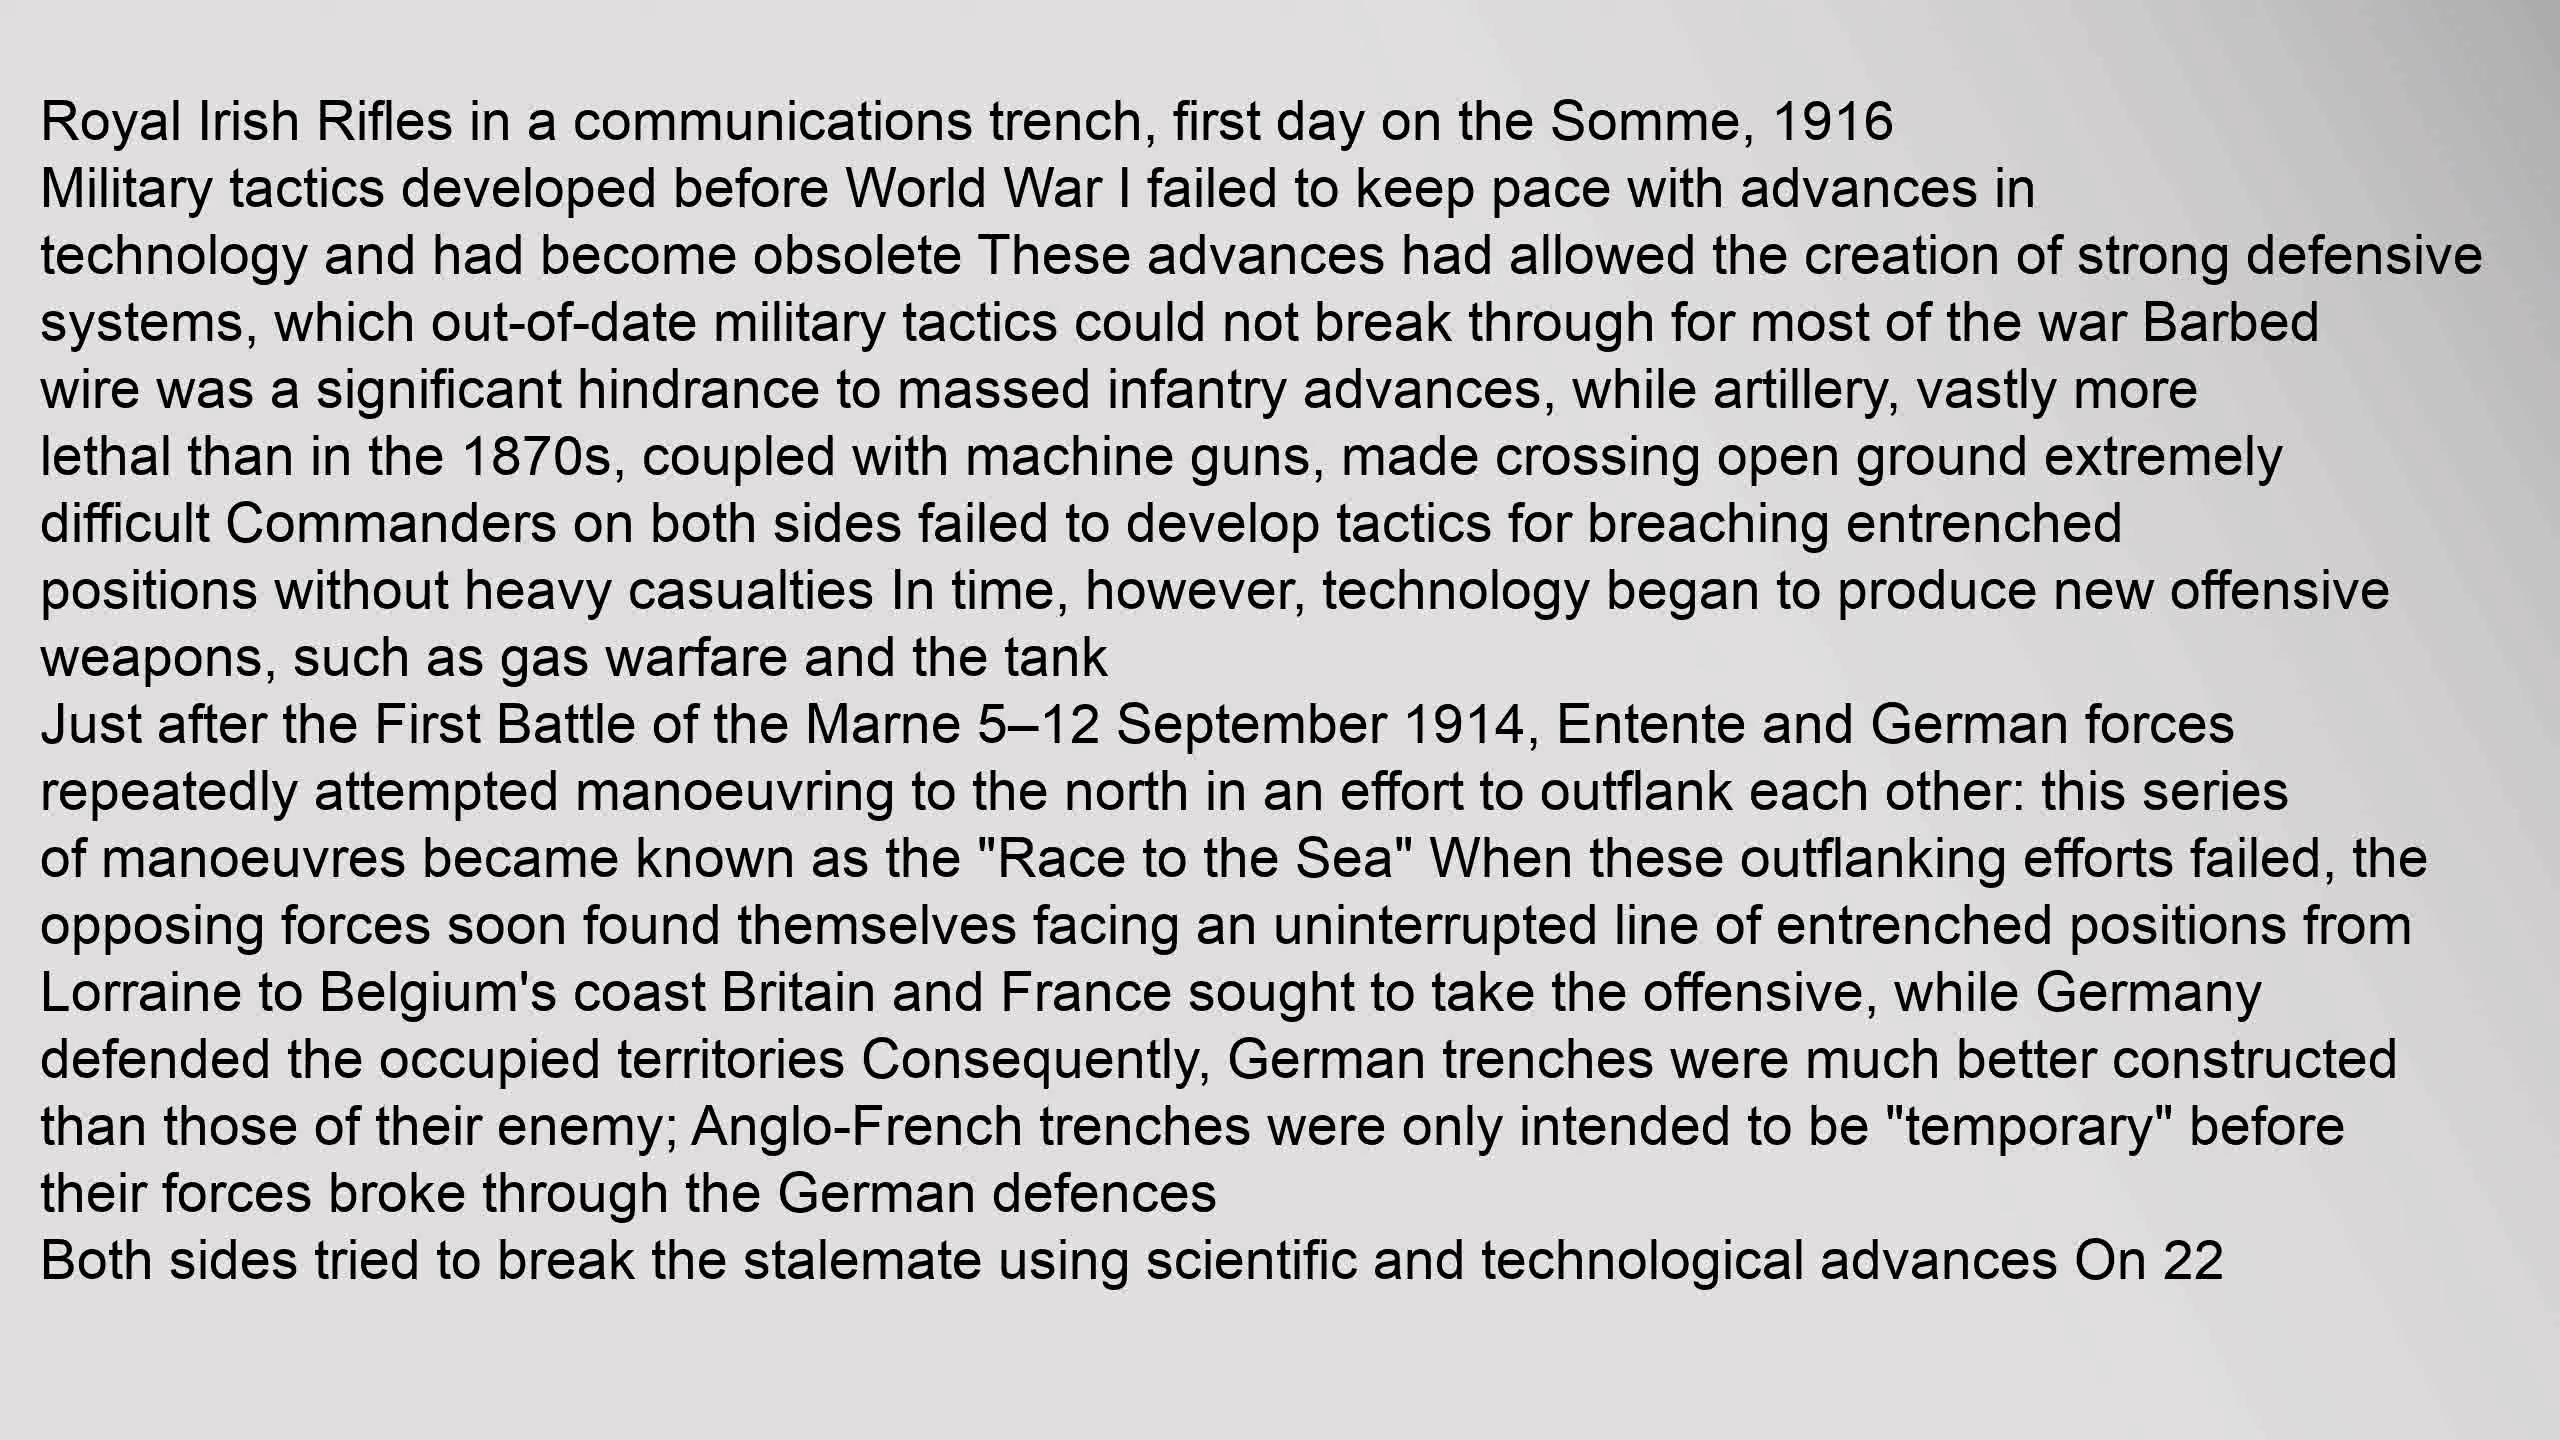 Royal Irish Rifles in a communications trench, first day on the Somme, 1916
Military tactics developed before World War I failed to keep pace with advances in
technology and had become obsolete These advances had allowed the creation of strong defensive
systems, which out-of-date military tactics could not break through for most of the war Barbed
wire was a significant hindrance to massed infantry advances, while artillery, vastly more
lethal than in the 1870s, coupled with machine guns, made crossing open ground extremely
difficult Commanders on both sides failed to develop tactics for breaching entrenched
positions without heavy casualties In time, however, technology began to produce new offensive
weapons, such as gas warfare and the tank
Just after the First Battle of the Marne 5–12 September 1914, Entente and German forces
repeatedly attempted manoeuvring to the north in an effort to outflank each other: this series
of manoeuvres became known as the "Race to the Sea" When these outflanking efforts failed, the
opposing forces soon found themselves facing an uninterrupted line of entrenched positions from
Lorraine to Belgium's coast Britain and France sought to take the offensive, while Germany
defended the occupied territories Consequently, German trenches were much better constructed
than those of their enemy; Anglo-French trenches were only intended to be "temporary" before
their forces broke through the German defences
Both sides tried to break the stalemate using scientific and technological advances On 22